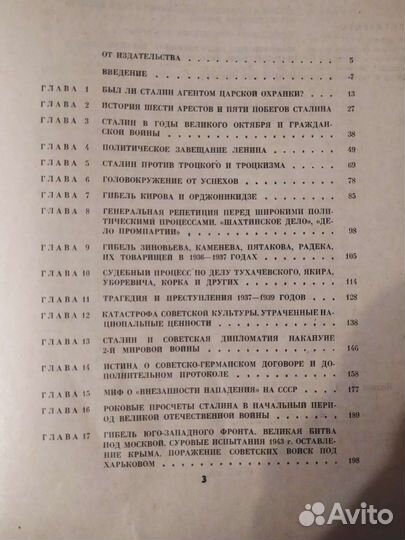 ОТ ИЗДАТЕЛЬСТВА . . . . . . . . . . 5
ВВЕДЕНИЕ . . . . . . . . . . 7
ГЛАВА 1 БЫЛ ЛИ СТАЛИН АГЕНТОМ ЦАРСКОЙ ОХРАНКИ? . . 13
ГЛАВА 2 ИСТОРИЯ ШЕСТИ АРЕСТОВ И ПЯТИ ПОБЕГОВ СТАЛИНА 27
ГЛАВА 3 СТАЛИН В ГОДЫ ВЕЛИКОГО ОКТЯБРЯ И ГРАЖДАН-
СКОЙ ВОЙНЫ . . . . . . . . . . 38
ГЛАВА 4 ПОЛИТИЧЕСКОЕ ЗАВЕЩАНИЕ ЛЕНИНА . . . . . 49
ГЛАВА 5 СТАЛИН ПРОТИВ ТРОЦКОГО И ТРОЦКИЗМА . . . . 69
ГЛАВА 6 ГОЛОВОКРУЖЕНИЕ ОТ УСПЕХОВ . . . . . . 78
ГЛАВА 7 ГИБЕЛЬ КИРОВА И ОРДЖОНИКИДЗЕ . . . . . 85
ГЛАВА 8 ГЕНЕРАЛЬНАЯ РЕПЕТИЦИЯ ПЕРЕД ШИРОКИМИ ПОЛИ-
ТИЧЕСКИМИ ПРОЦЕССАМИ. «ШАХТИНСКОЕ ДЕЛО», «ДЕ-
ЛО ПРОМПАРТИИ» . . . . . . . . . . 98
ГЛАВА 9 ГИБЕЛЬ ЗИНОВЬЕВА, КАМЕНЕВА, ПЯТАКОВА, РАДЕКА,
ИХ ТОВАРИЩЕЙ В 1936—1937 ГОДАХ . . . . . . 105
ГЛАВА 10 СУДЕБНЫЙ ПРОЦЕСС ПО ДЕЛУ ТУХАЧЕВСКОГО, ЯКИРА,
УБОРЕВИЧА, КОРКА И ДРУГИХ . . . . . . . 114
ГЛАВА 11 ТРАГЕДИЯ И ПРЕСТУПЛЕНИЯ 1937—1939 ГОДОВ . . . 128
ГЛАВА 12 КАТАСТРОФА СОВЕТСКОЙ КУЛЬТУРЫ, УТРАЧЕННЫЕ НА-
ЦИОНАЛЬНЫЕ ЦЕННОСТИ . . . . . . . . 138
ГЛАВА 13 СТАЛИН И СОВЕТСКАЯ ДИПЛОМАТИЯ НАКАНУНЕ
2-Й МИРОВОЙ ВОЙНЫ . . . . . . . . . 146
ГЛАВА 14 ИСТИНА О СОВЕТСКО-ГЕРМАНСКОМ ДОГОВОРЕ И ДО-
ПОЛНИТЕЛЬНОМ ПРОТОКОЛЕ . . . . . . . 158
ГЛАВА 15 МИФ О «ВНЕЗАПНОСТИ НАПАДЕНИЯ» НА СССР . . . 177
ГЛАВА 16 РОКОВЫЕ ПРОСЧЕТЫ СТАЛИНА В НАЧАЛЬНЫЙ ПЕРИ-
ОД ВЕЛИКОЙ ОТЕЧЕСТВЕННОЙ ВОЙНЫ . . . . . 189
ГЛАВА 17 ГИБЕЛЬ ЮГО-ЗАПАДНОГО ФРОНТА. ВЕЛИКАЯ БИТВА
ПОД МОСКВОЙ. СУРОВЫЕ ИСПЫТАНИЯ 1943 г. ОСТАВЛЕ-
НИЕ КРЫМА. ПОРАЖЕНИЕ СОВЕТСКИХ ВОЙСК ПОД
ХАРЬКОВОМ . . . . . . . . . . 198
3
Avito